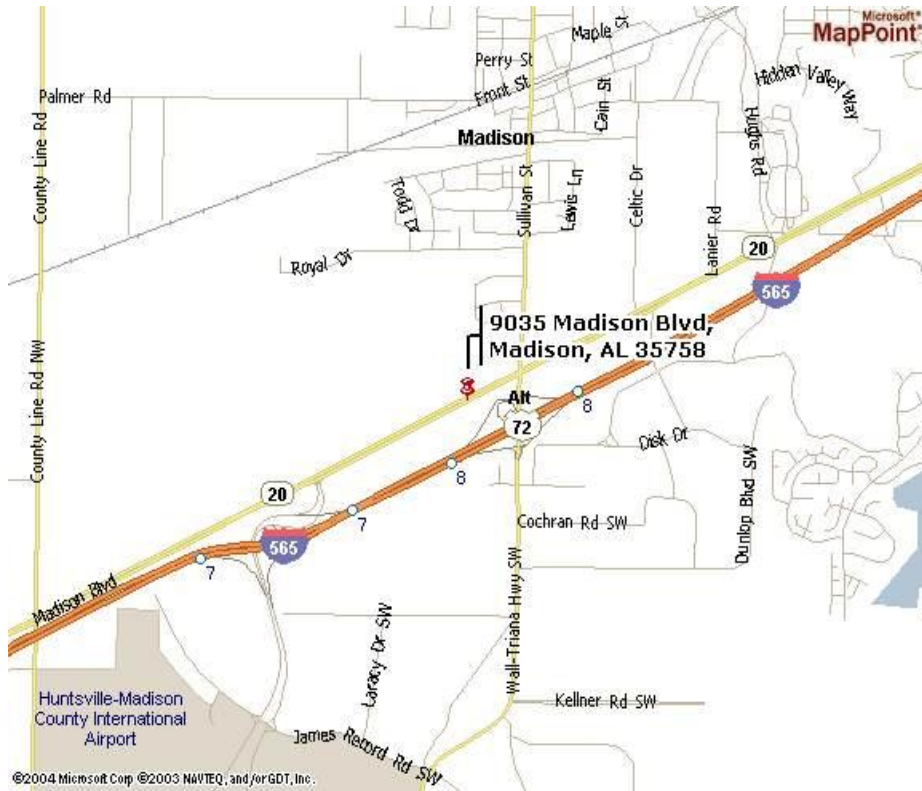 Microsoft®
MapPoint®
Maple St
Perry St
Front St
Cain St
Hidden Valley Way
Hughs Rd
Palmer Rd
County Line Rd
Madison
Todd Dr
Sullivan St
Lewis Ln
Celtic Dr
Lanier Rd
20
Royal Dr
565
9035 Madison Blvd,
Madison, AL 35758
County Line Rd NW
Alt
72
8
8
Disk Dr
20
7
Cochran Rd SW
Dunlop Blvd SW
565
7
Madison Blvd
Laracy Dr SW
Wall-Triana Hwy SW
Kellner Rd SW
Huntsville-Madison
County International
Airport
James Record Rd SW
©2004 Microsoft Corp ©2003 NAVTEQ, and/or GDT, Inc.